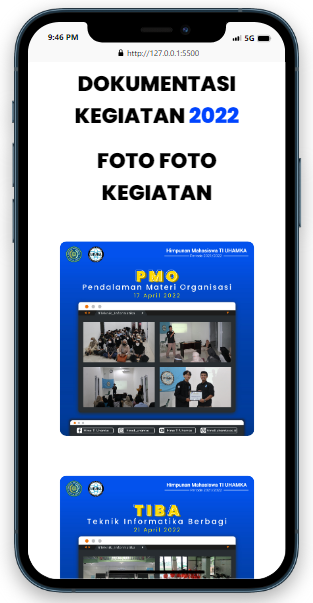 9:46 PM
5G
http://127.0.0.1:5500
DOKUMENTASI
KEGIATAN 2022
FOTO FOTO
KEGIATAN
Himpunan Mahasiswa TI UHAMKA
PMO
Pendalaman Materi Organisasi
17 April 2022
Himpunan Mahasiswa TI UHAMKA
TIBA
Teknik Informatika Berbagi
21 April 2022